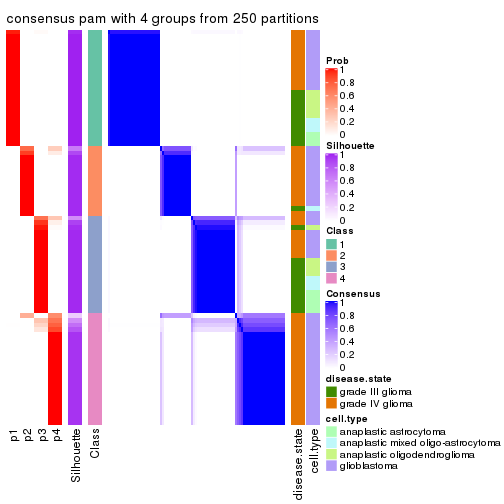 consensus pam with 4 groups from 250 partitions
Prob
1
0.8
0.6
0.4
0.2
0
Silhouette
1
0.8
0.6
0.4
0.2
0
Class
1
2
3
4
Consensus
1
0.8
0.6
0.4
0.2
0
disease.state
grade III glioma
grade IV glioma
cell.type
anaplastic astrocytoma
anaplastic mixed oligo-astrocytoma
anaplastic oligodendroglioma
glioblastoma
p1
p2
p3
p4
Silhouette
Class
disease.state
cell.type